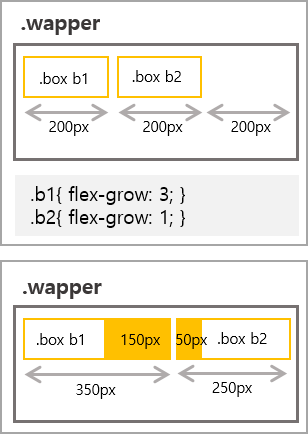 .wapper
.box b1
.box b2
200px
200px
200px
.b1{ flex-grow: 3; }
.b2{ flex-grow: 1; }
.wapper
.box b1
150px
50px
.box b2
350px
250px